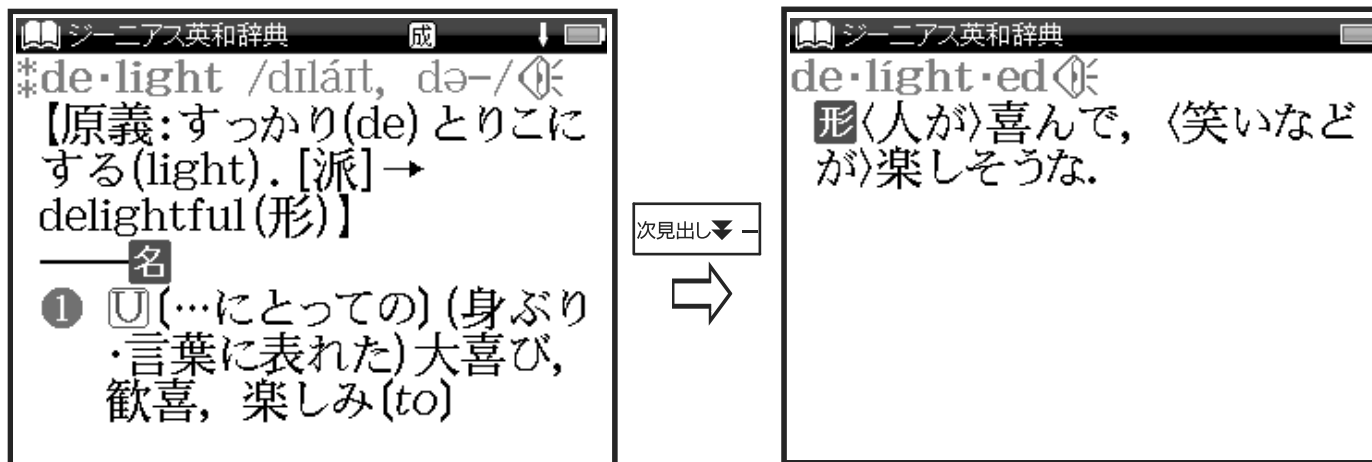 ジーニアス英和辞典 成
⁑de・light /dɪláɪt, də-/
【原義:すっかり(de)とりこに
する(light). [派]→
delightful(形)】
名
❶ U〔…にとっての〕(身ぶり
・言葉に表れた)大喜び,
歓喜, 楽しみ〔to〕
次見出し
ジーニアス英和辞典
de・líght・ed
形〈人が〉喜んで, 〈笑いなど
が〉楽しそうな.